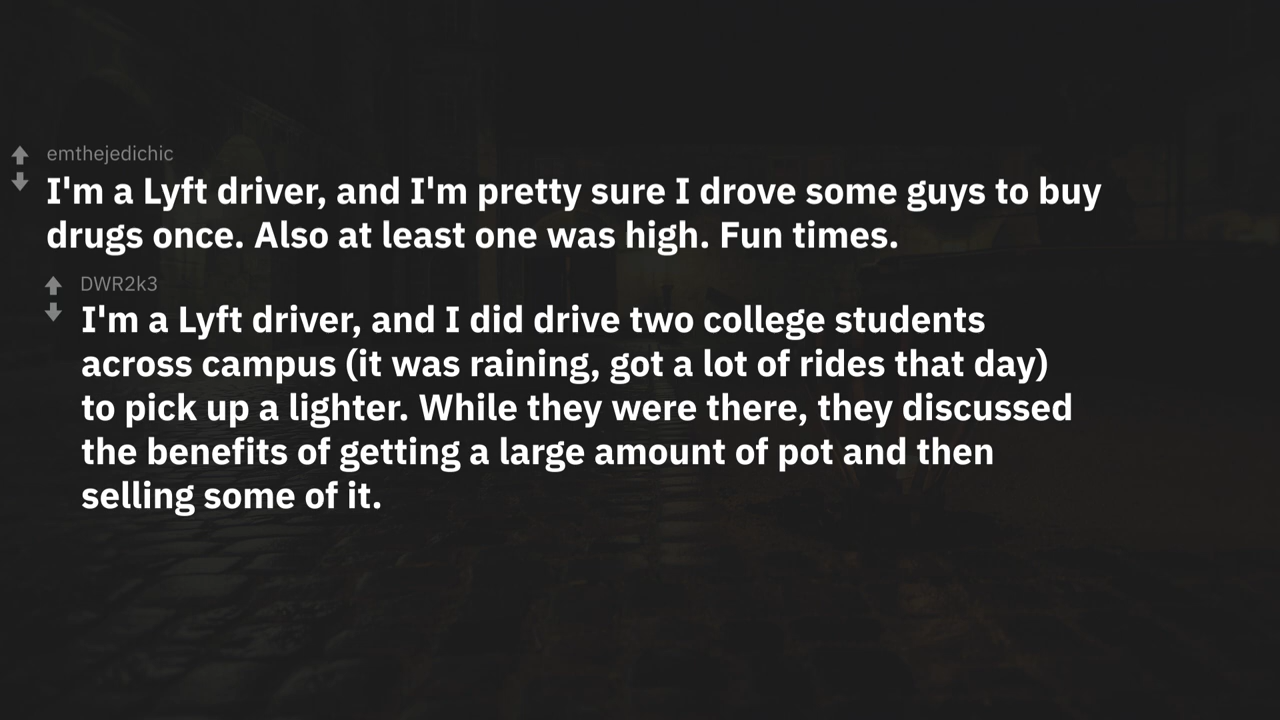 emthejedichic
I'm a Lyft driver, and I'm pretty sure I drove some guys to buy
drugs once. Also at least one was high. Fun times.
DWR2k3
I'm a Lyft driver, and I did drive two college students
across campus (it was raining, got a lot of rides that day)
to pick up a lighter. While they were there, they discussed
the benefits of getting a large amount of pot and then
selling some of it.